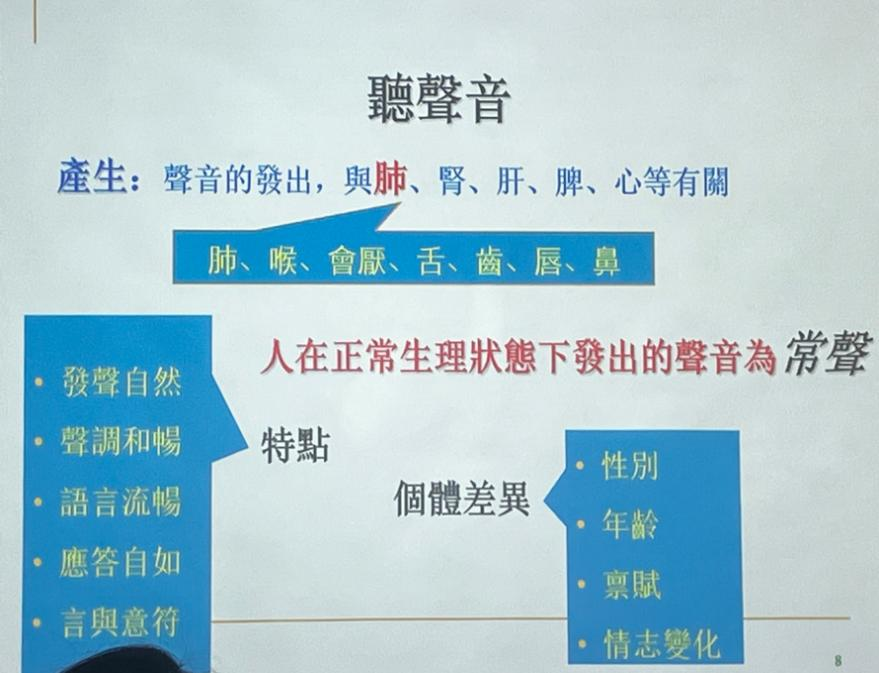 聽聲音
產生：聲音的發出，與肺、腎、肝、脾、心等有關
肺、喉、會厭、舌、齒、唇、鼻
人在正常生理狀態下發出的聲音為常聲
特點
• 發聲自然
• 聲調和暢
• 語言流暢
• 應答自如
• 言與意符
個體差異
• 性別
• 年齡
• 禀賦
• 情志變化
8